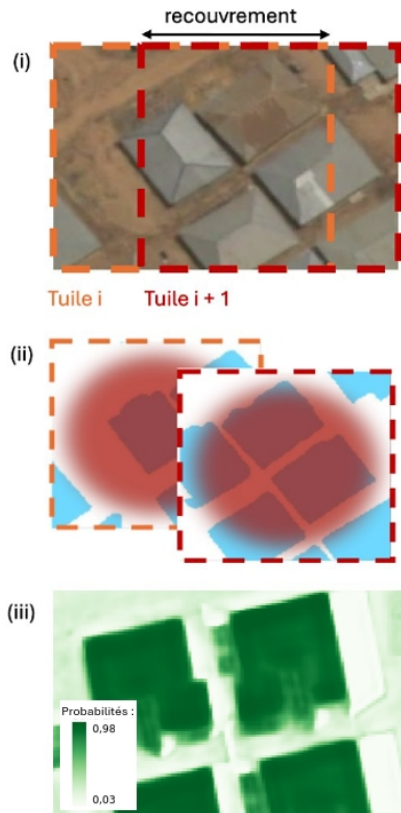 recouvrement
(i)
Tuile i Tuile i + 1
(ii)
(iii)
Probabilités :
0,98
0,03